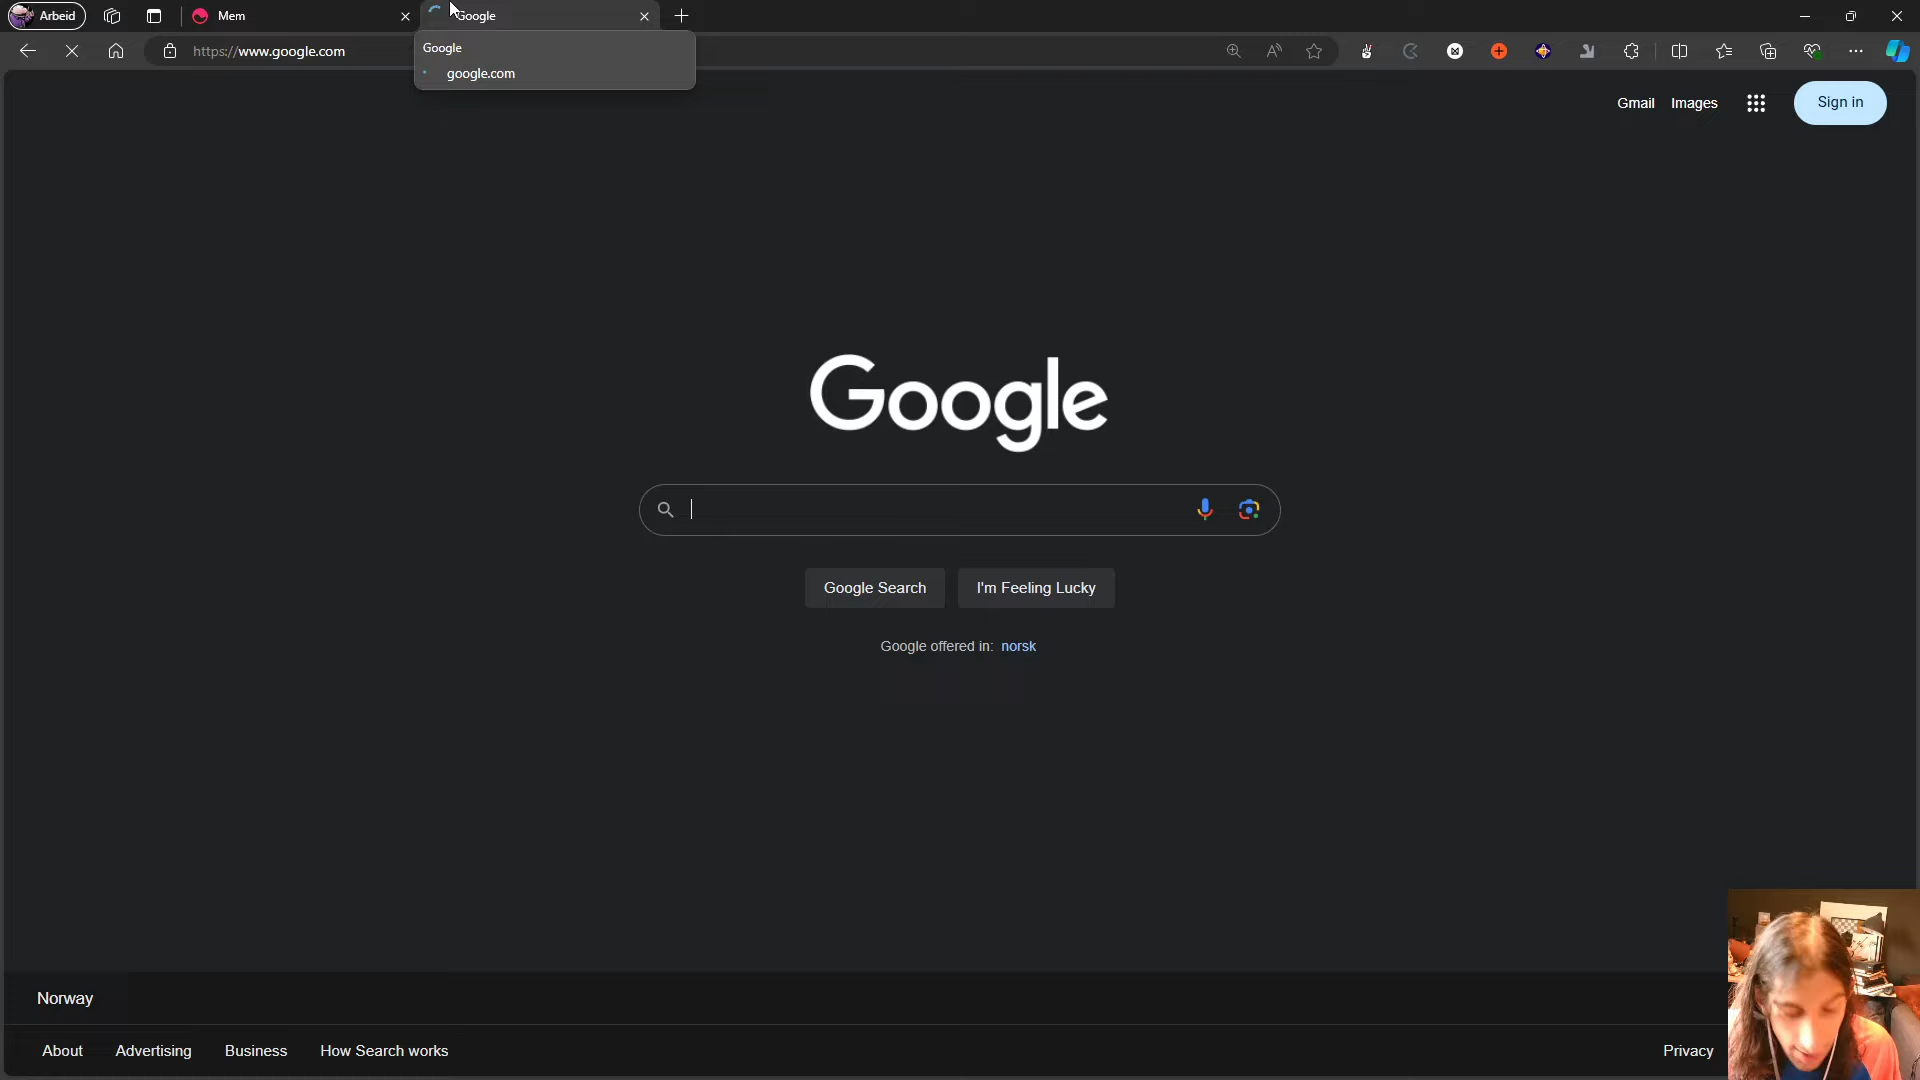 Arbeid
Mem
Google
https://www.google.com
Google
google.com
Gmail
Images
Sign in
Google
Google Search
I'm Feeling Lucky
Google offered in: norsk
Norway
About
Advertising
Business
How Search works
Privacy